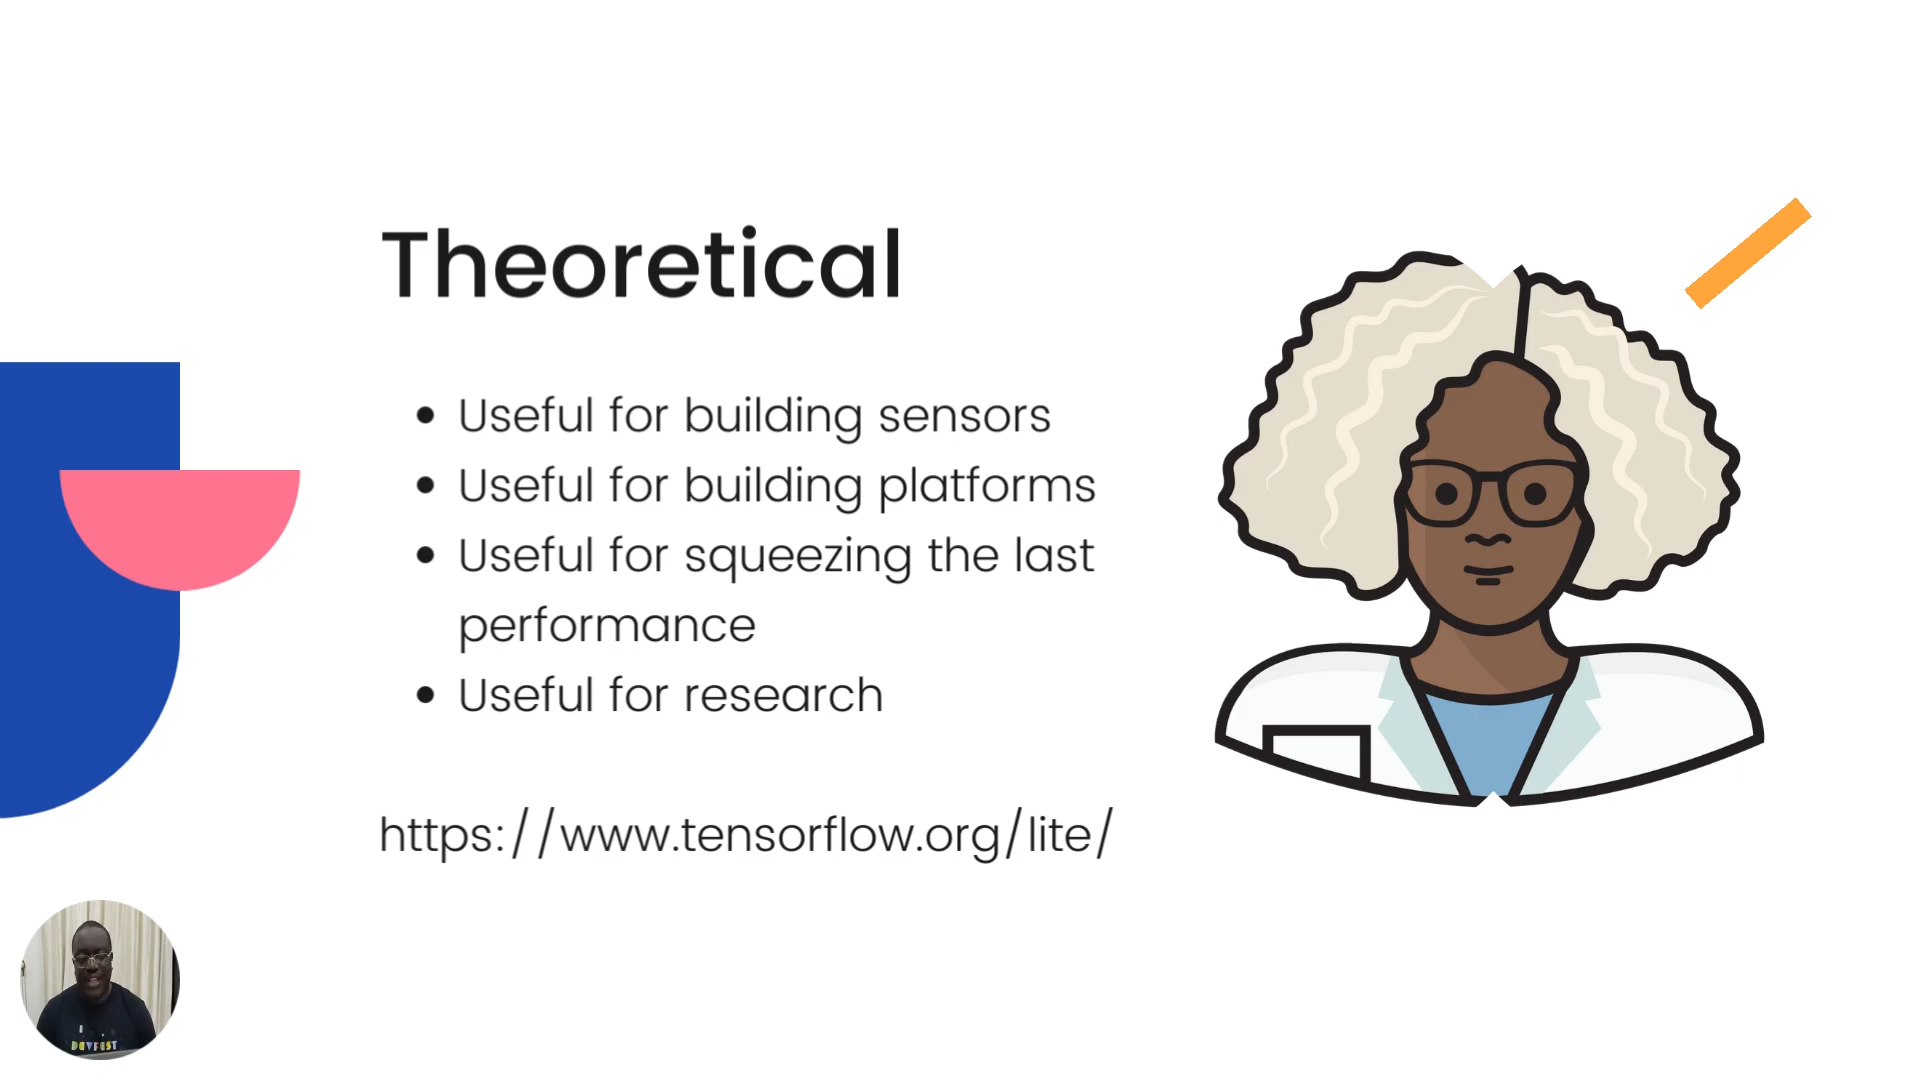 Theoretical
• Useful for building sensors
• Useful for building platforms
• Useful for squeezing the last
performance
• Useful for research
https://www.tensorflow.org/lite/
DEVFEST